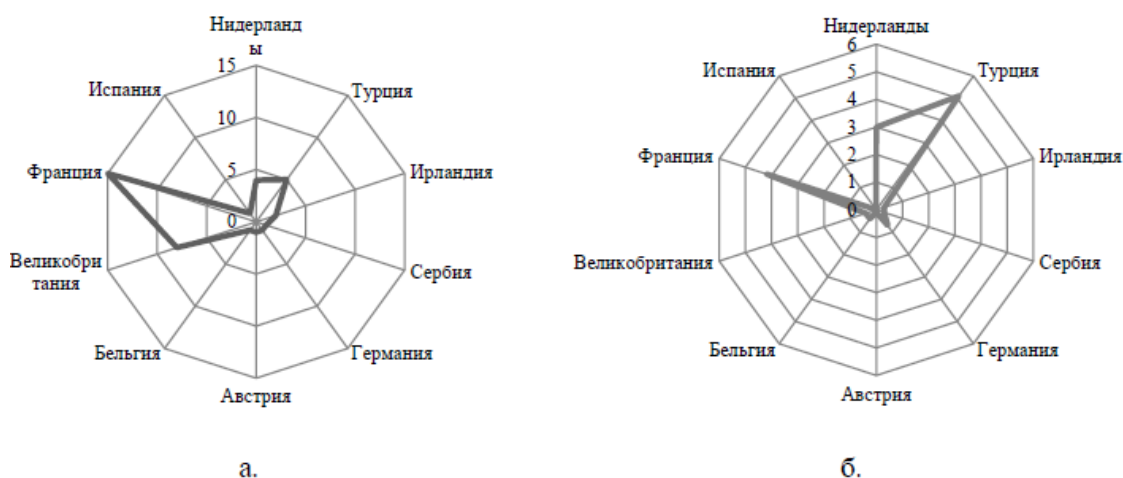 Нидерланд
ы
15
10
5
0
Турция
Ирландия
Сербия
Германия
Австрия
Бельгия
Великобри
тания
Франция
Испания
а.
Нидерланды
6
5
4
3
2
1
0
Турция
Ирландия
Сербия
Германия
Австрия
Бельгия
Великобритания
Франция
Испания
б.